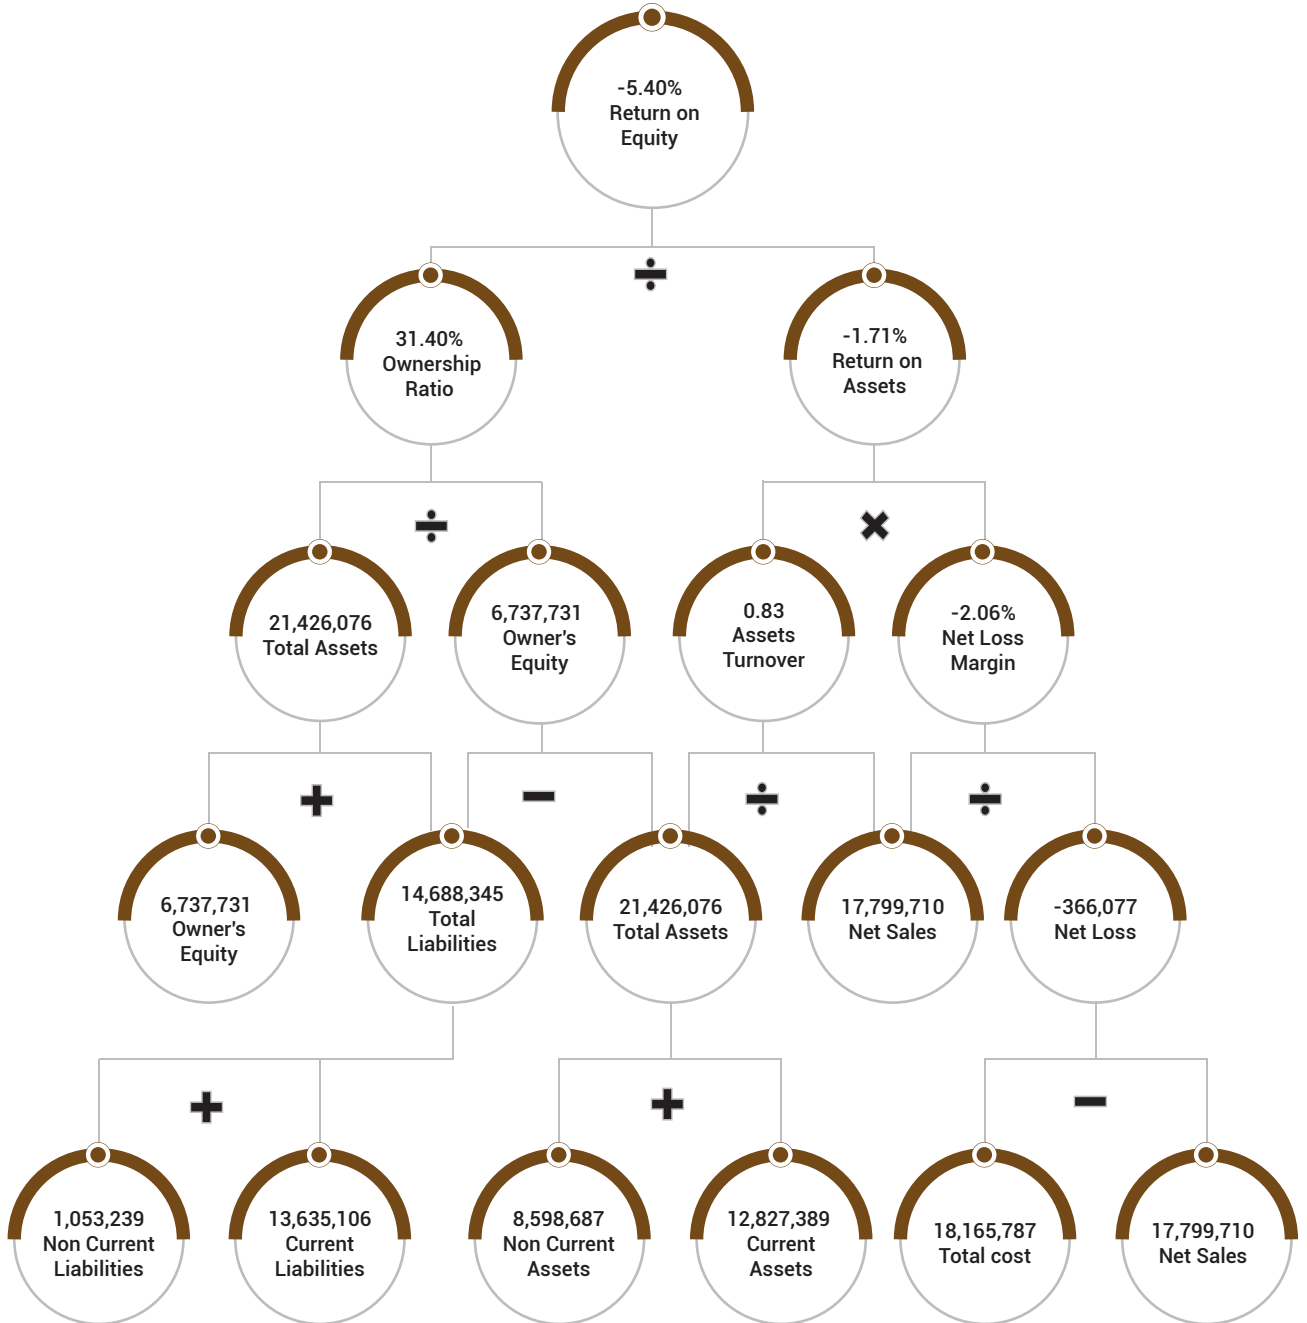 -5.40%
Return on
Equity
÷
31.40%
Ownership
Ratio
-1.71%
Return on
Assets
÷
×
21,426,076
Total Assets
6,737,731
Owner's
Equity
0.83
Assets
Turnover
-2.06%
Net Loss
Margin
+
−
÷
÷
6,737,731
Owner's
Equity
14,688,345
Total
Liabilities
21,426,076
Total Assets
17,799,710
Net Sales
-366,077
Net Loss
+
+
−
1,053,239
Non Current
Liabilities
13,635,106
Current
Liabilities
8,598,687
Non Current
Assets
12,827,389
Current
Assets
18,165,787
Total cost
17,799,710
Net Sales